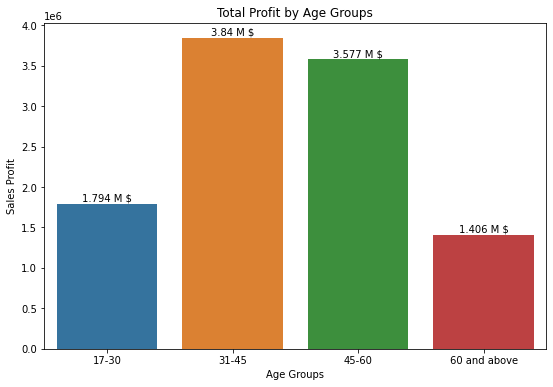 Total Profit by Age Groups
1e6
4.0
3.5
3.0
2.5
2.0
1.5
1.0
0.5
0.0
Sales Profit
1.794 M $
3.84 M $
3.577 M $
1.406 M $
17-30
31-45
45-60
60 and above
Age Groups